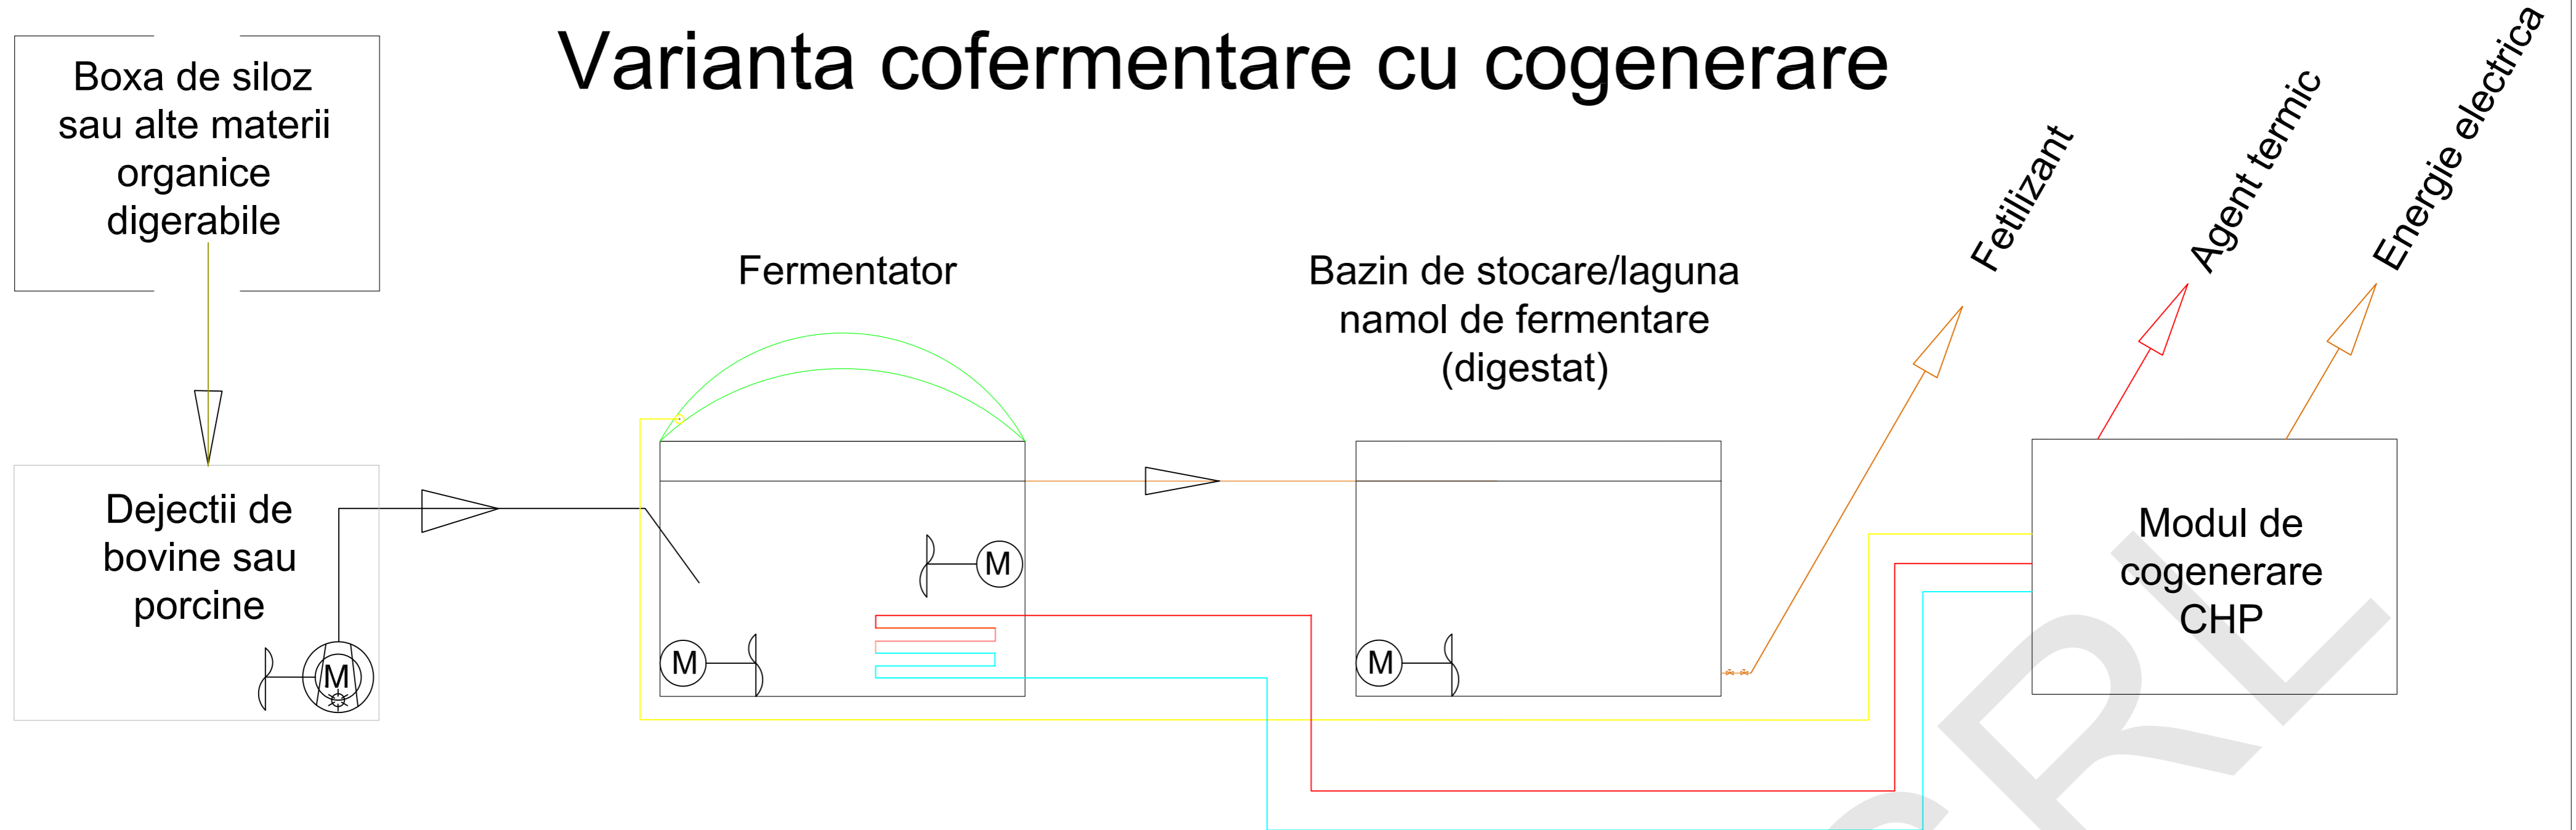 Varianta cofermentare cu cogenerare
Boxa de siloz
sau alte materii
organice
digerabile
Dejectii de
bovine sau
porcine
M
Fermentator
M
M
Bazin de stocare/laguna
namol de fermentare
(digestat)
M
Fetilizant
Agent termic
Energie electrica
Modul de
cogenerare
CHP
SRL